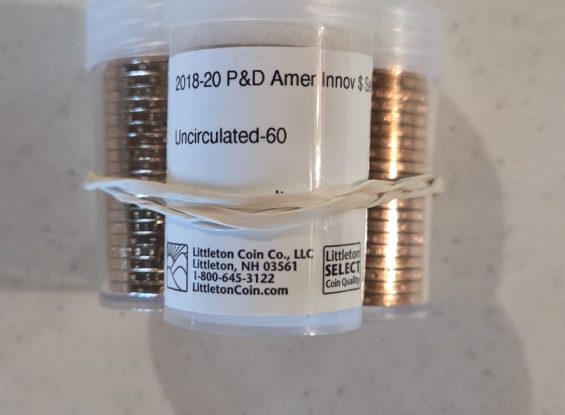 2018-20 P&D Amer Innov $ Se
Uncirculated-60
Littleton Coin Co., LLC
Littleton, NH 03561
1-800-645-3122
LittletonCoin.com
Littleton
SELECT
Coin Quality